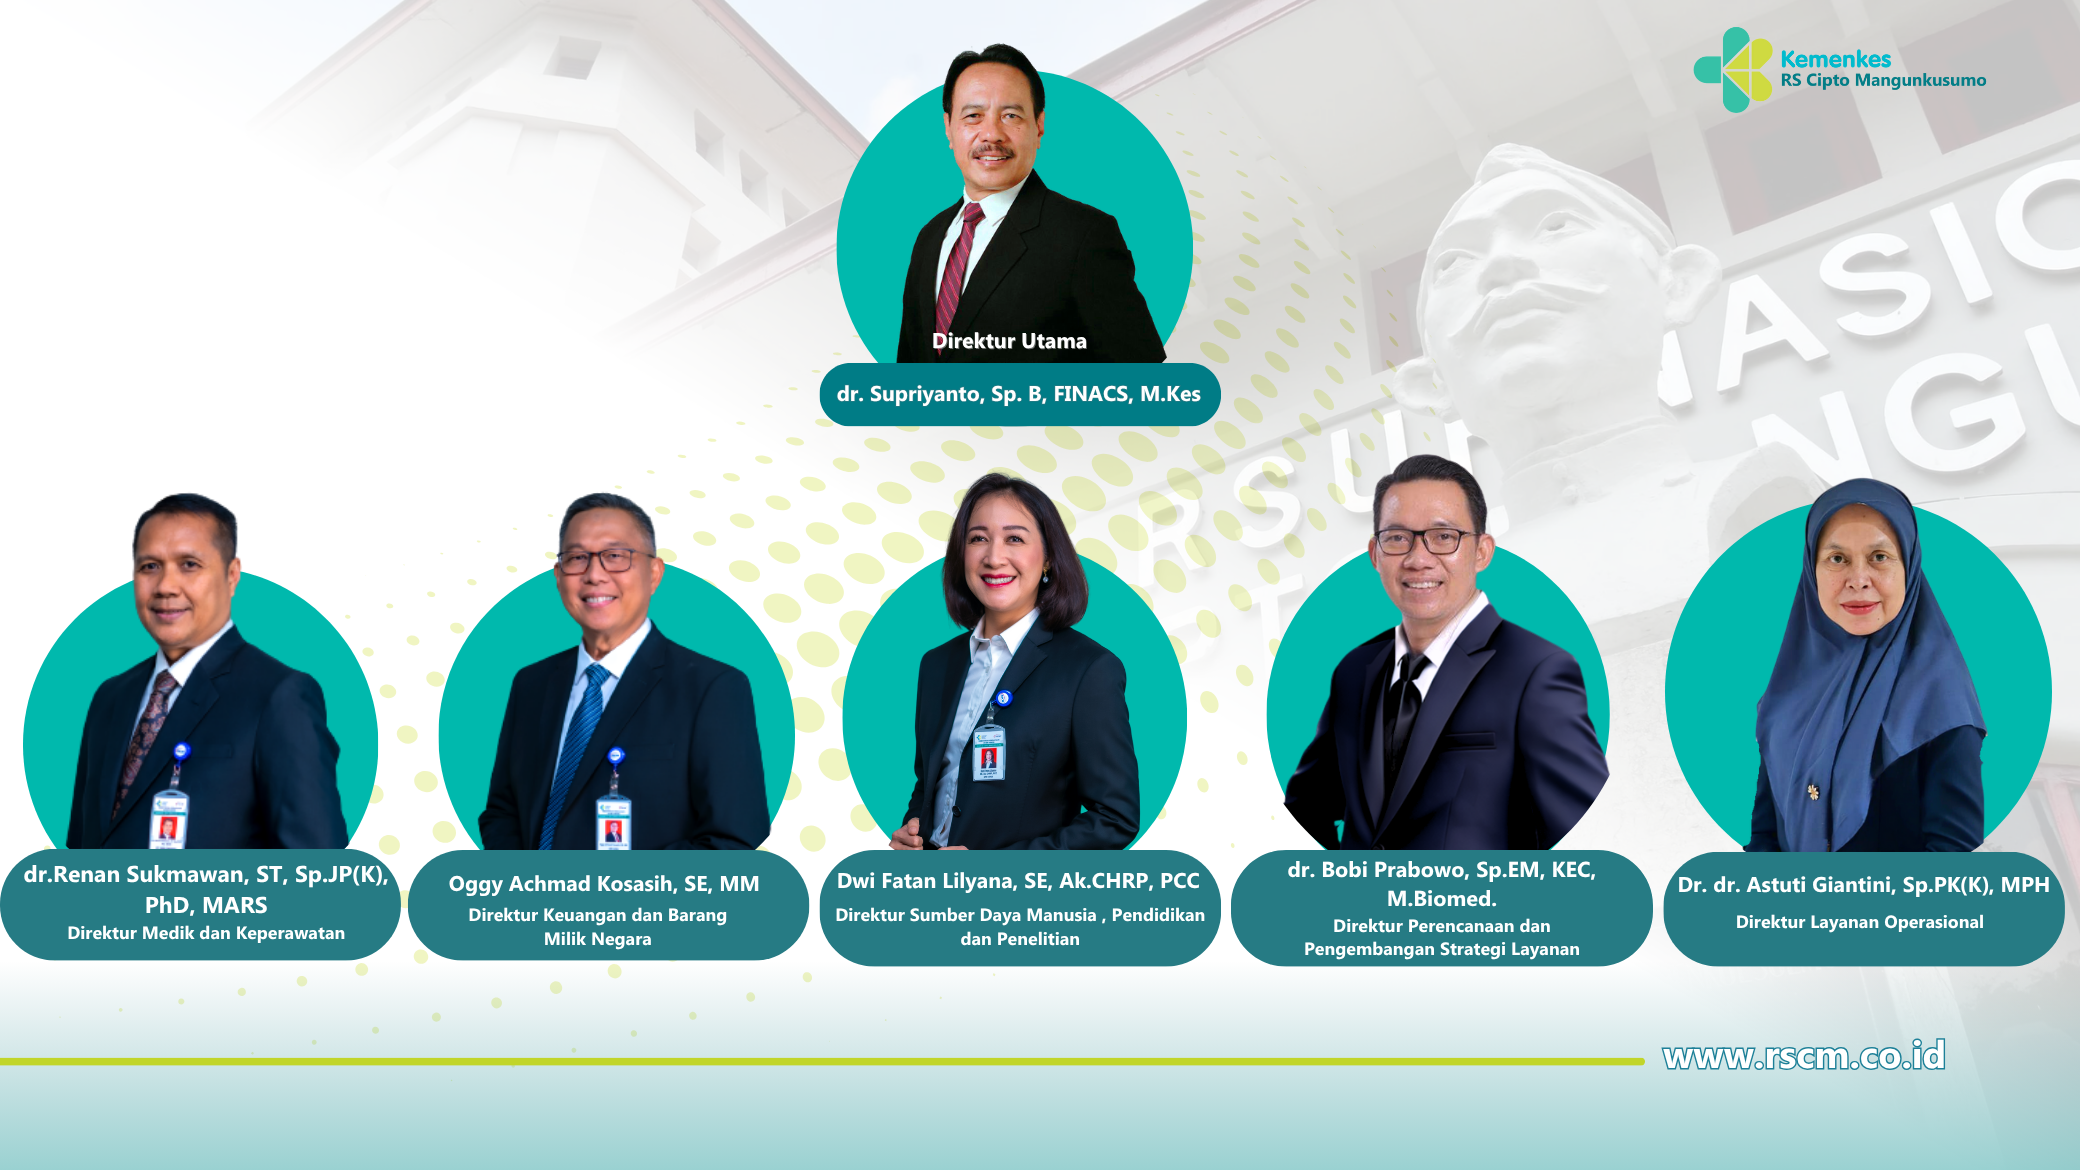 Kemenkes
RS Cipto Mangunkusumo
Direktur Utama
dr. Supriyanto, Sp. B, FINACS, M.Kes
dr.Renan Sukmawan, ST, Sp.JP(K),
PhD, MARS
Direktur Medik dan Keperawatan
Oggy Achmad Kosasih, SE, MM
Direktur Keuangan dan Barang
Milik Negara
Dwi Fatan Lilyana, SE, Ak.CHRP, PCC
Direktur Sumber Daya Manusia , Pendidikan
dan Penelitian
dr. Bobi Prabowo, Sp.EM, KEC,
M.Biomed.
Direktur Perencanaan dan
Pengembangan Strategi Layanan
Dr. dr. Astuti Giantini, Sp.PK(K), MPH
Direktur Layanan Operasional
www.rscm.co.id